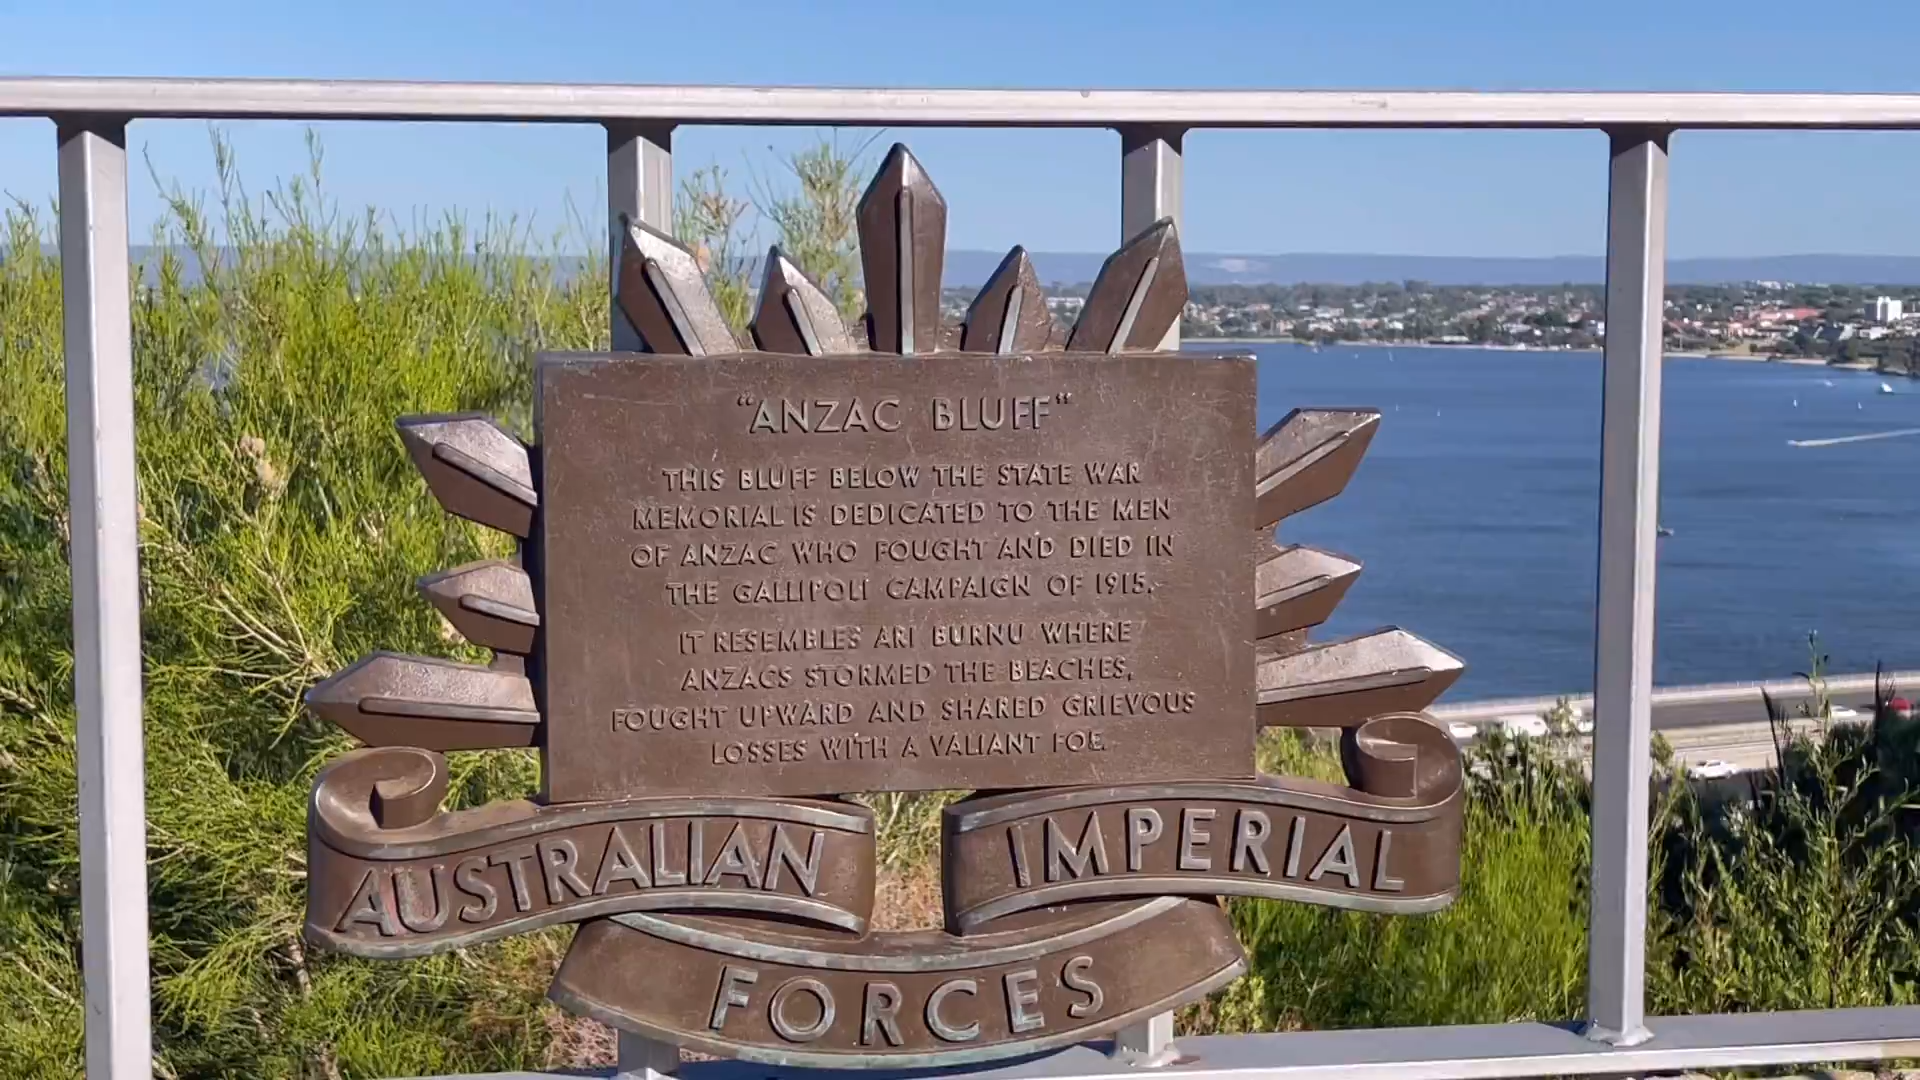 "ANZAC BLUFF"
THIS BLUFF BELOW THE STATE WAR
MEMORIAL IS DEDICATED TO THE MEN
OF ANZAC WHO FOUGHT AND DIED IN
THE GALLIPOLI CAMPAIGN OF 1915.
IT RESEMBLES ARI BURNU WHERE
ANZACS STORMED THE BEACHES,
FOUGHT UPWARD AND SHARED GRIEVOUS
LOSSES WITH A VALIANT FOE.
AUSTRALIAN IMPERIAL
FORCES